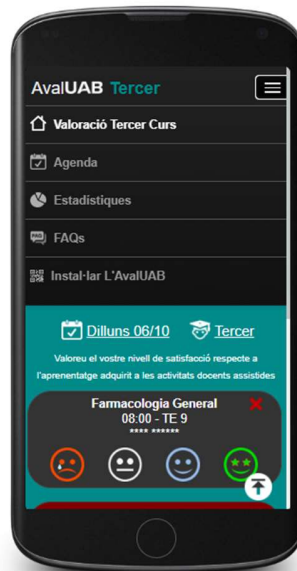 AvalUAB Tercer
Valoració Tercer Curs
Agenda
Estadístiques
FAQs
Instal·lar L'AvalUAB
Dilluns 06/10 Tercer
Valoreu el vostre nivell de satisfacció respecte a
l'aprenentatge adquirit a les activitats docents assistides
Farmacologia General
08:00 - TE 9
**** ******